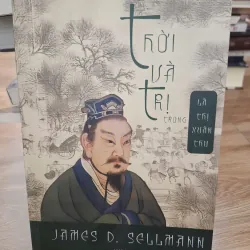 THỜI
VÀ
TRỊ
TRONG
LÃ THỊ
XUÂN
THU
JAMES D. SELLMANN